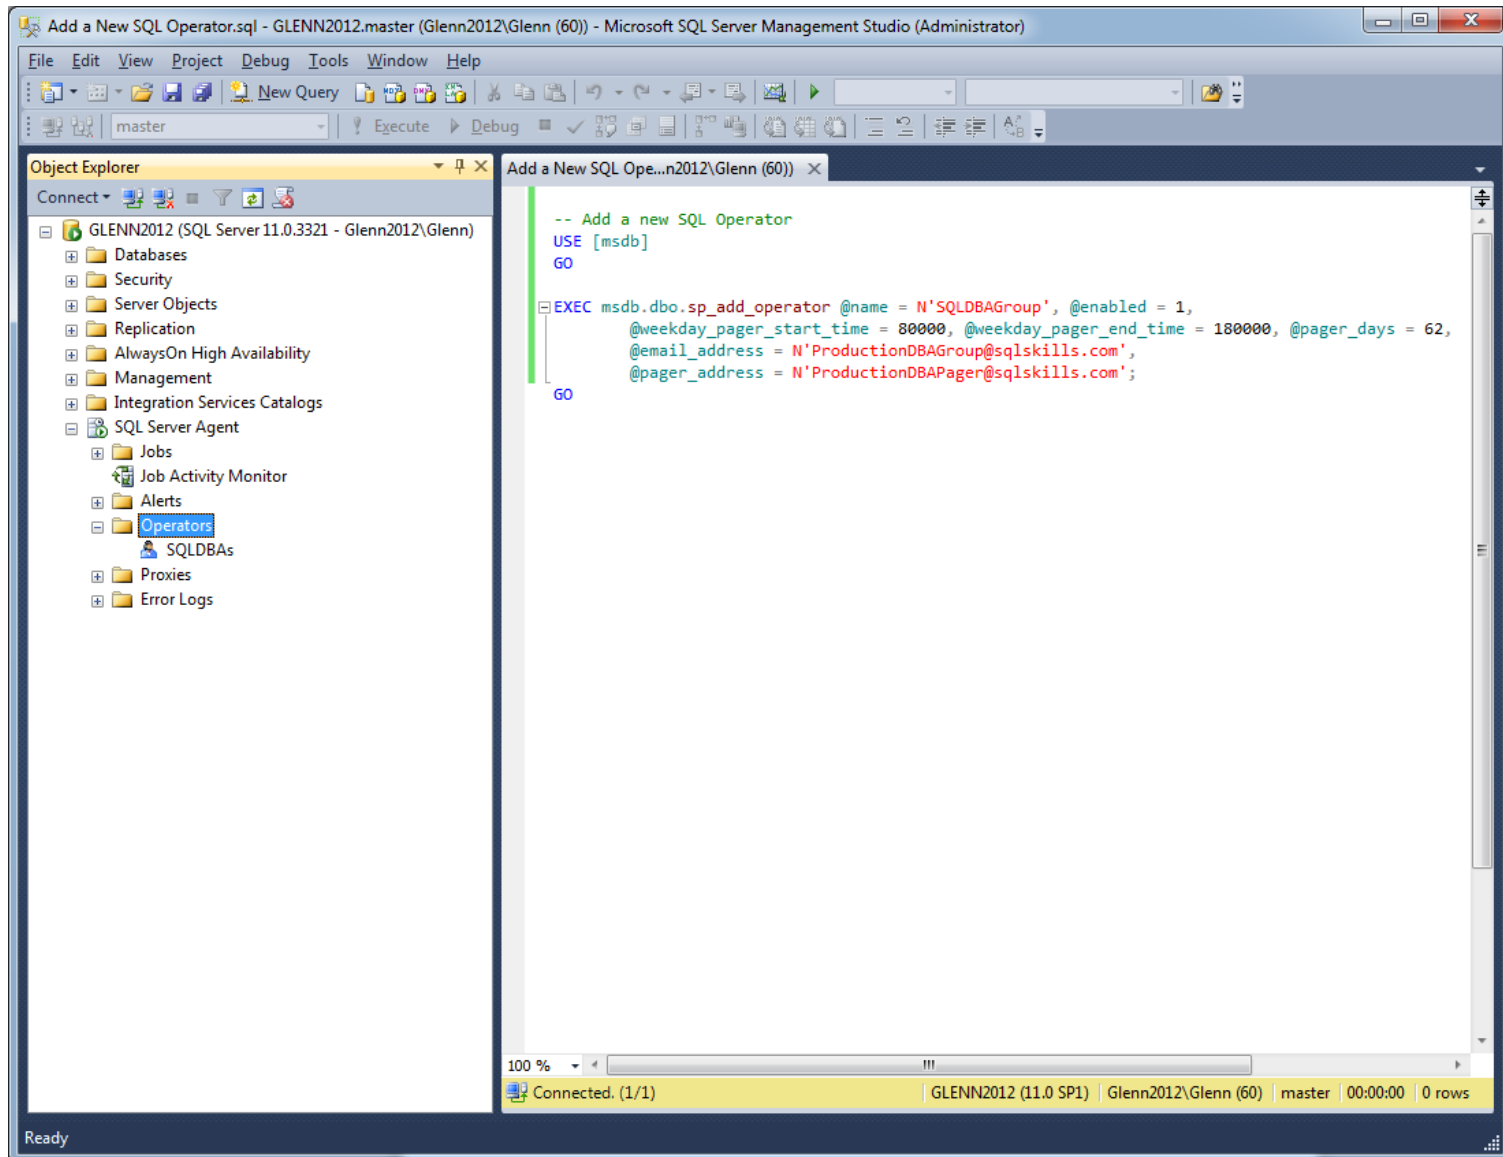 Add a New SQL Operator.sql - GLENN2012.master (Glenn2012\Glenn (60)) - Microsoft SQL Server Management Studio (Administrator)
File Edit View Project Debug Tools Window Help
New Query
master Execute Debug
Object Explorer
Connect
GLENN2012 (SQL Server 11.0.3321 - Glenn2012\Glenn)
Databases
Security
Server Objects
Replication
AlwaysOn High Availability
Management
Integration Services Catalogs
SQL Server Agent
Jobs
Job Activity Monitor
Alerts
Operators
SQLDBAs
Proxies
Error Logs
Add a New SQL Ope...n2012\Glenn (60))
-- Add a new SQL Operator
USE [msdb]
GO
EXEC msdb.dbo.sp_add_operator @name = N'SQLDBAGroup', @enabled = 1,
@weekday_pager_start_time = 80000, @weekday_pager_end_time = 180000, @pager_days = 62,
@email_address = N'ProductionDBAGroup@sqlskills.com',
@pager_address = N'ProductionDBAPager@sqlskills.com';
GO
100 %
Connected. (1/1) GLENN2012 (11.0 SP1) Glenn2012\Glenn (60) master 00:00:00 0 rows
Ready